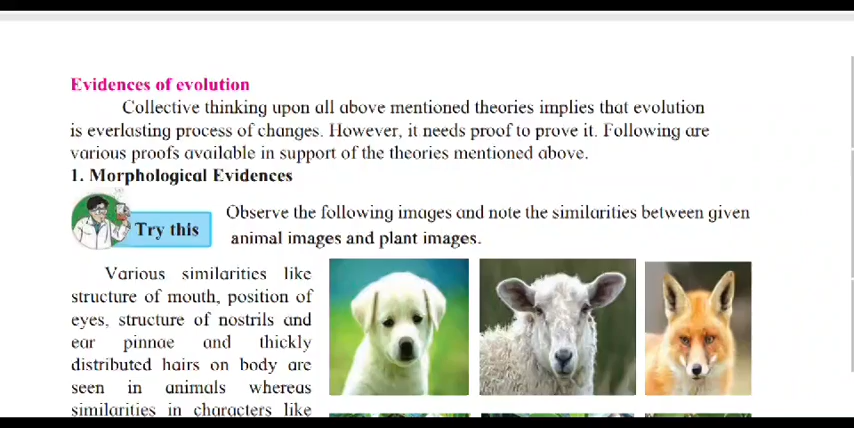 Evidences of evolution
Collective thinking upon all above mentioned theories implies that evolution
is everlasting process of changes. However, it needs proof to prove it. Following are
various proofs available in support of the theories mentioned above.
1. Morphological Evidences
Try this
Observe the following images and note the similarities between given
animal images and plant images.
Various similarities like
structure of mouth, position of
eyes, structure of nostrils and
ear pinnae and thickly
distributed hairs on body are
seen in animals whereas
similarities in characters like